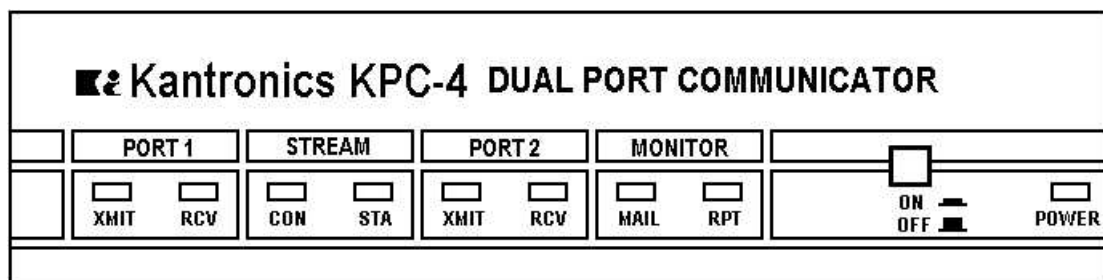 Kantronics KPC-4 DUAL PORT COMMUNICATOR
PORT 1 STREAM PORT 2 MONITOR
XMIT RCV CON STA XMIT RCV MAIL RPT ON POWER
OFF